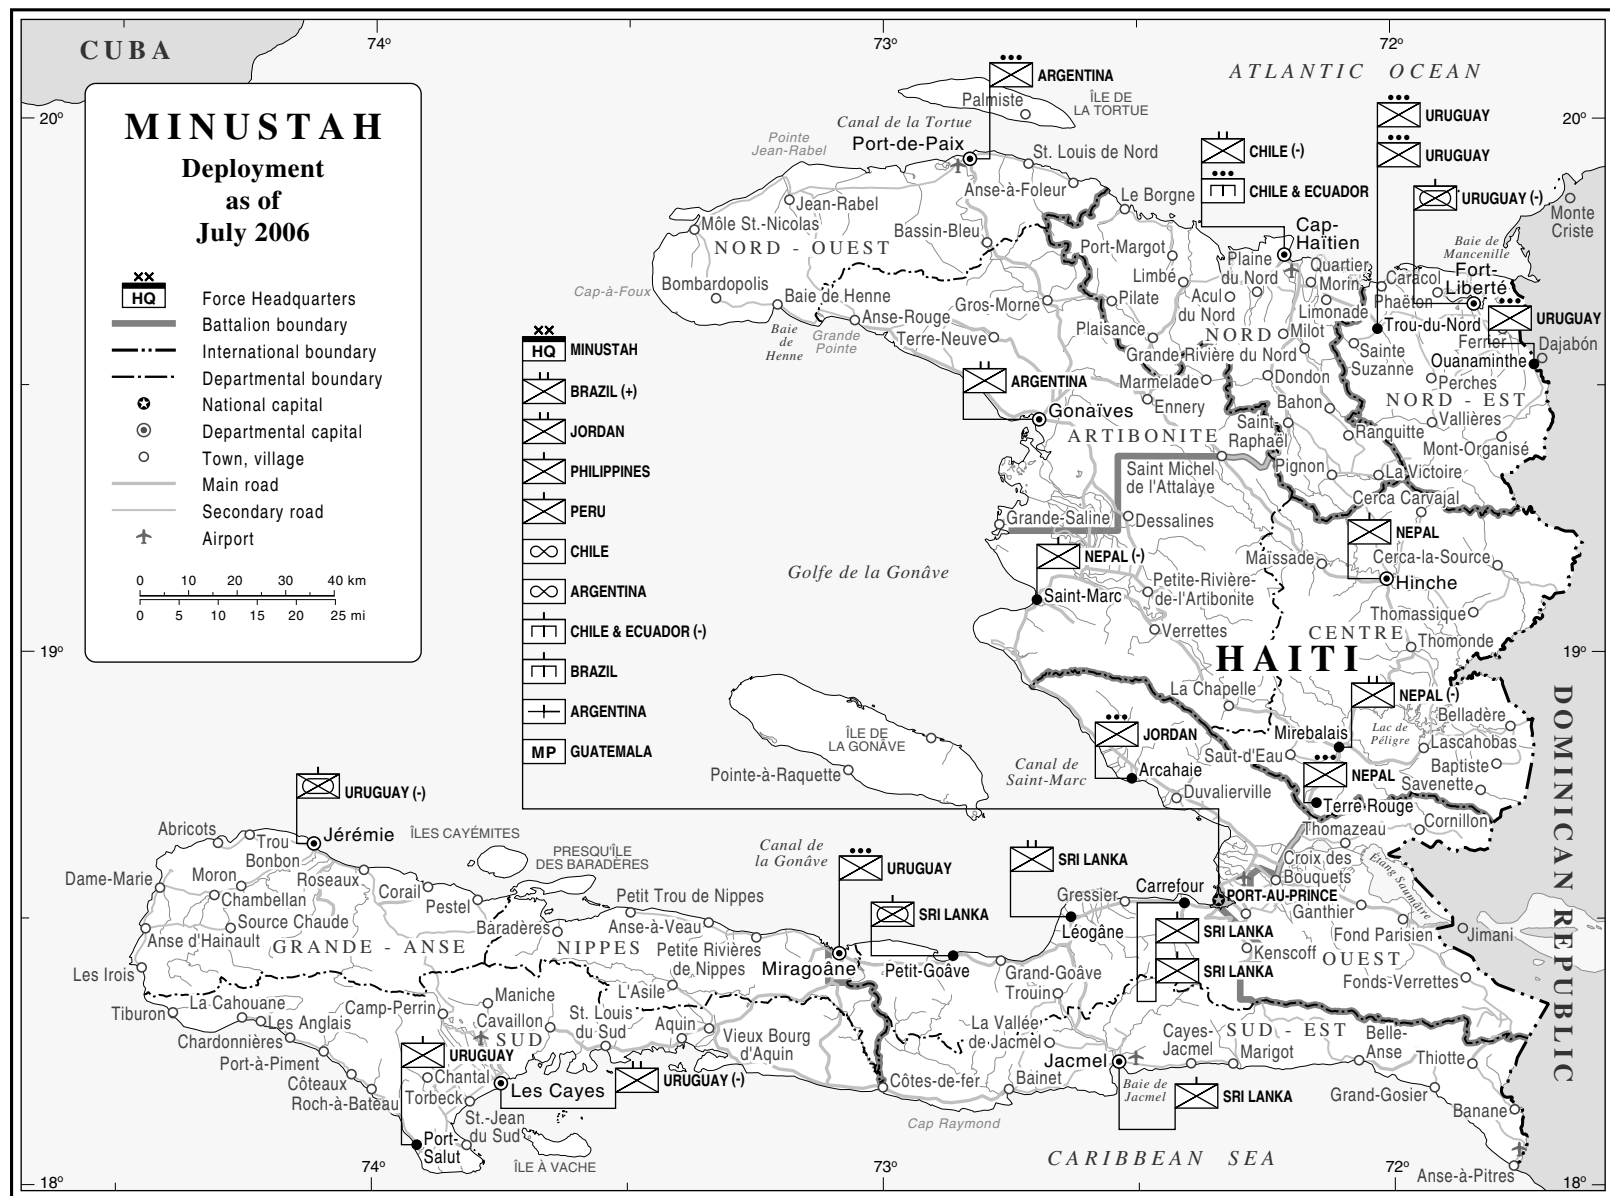 74º
73º
72º
CUBA
ATLANTIC OCEAN
20º
20º
MINUSTAH
Deployment
as of
July 2006
HQ
Force Headquarters
Battalion boundary
International boundary
Departmental boundary
National capital
Departmental capital
Town, village
Main road
Secondary road
Airport
0 10 20 30 40 km
0 5 10 15 20 25 mi
HQ MINUSTAH
BRAZIL (+)
JORDAN
PHILIPPINES
PERU
CHILE
ARGENTINA
CHILE & ECUADOR (-)
BRAZIL
ARGENTINA
MP GUATEMALA
ARGENTINA
Palmiste
ÎLE DE
LA TORTUE
Canal de la Tortue
Pointe
Jean-Rabel
Port-de-Paix
St. Louis de Nord
Anse-à-Foleur
Le Borgne
CHILE (-)
CHILE & ECUADOR
URUGUAY
URUGUAY
URUGUAY (-)
Monte
Criste
Jean-Rabel
Môle St.-Nicolas
NORD - OUEST
Bassin-Bleu
Port-Margot
Cap-
Haïtien
Plaine
du Nord
Quartier
Morin
Baie de
Mancenille
Fort-
Liberté
Caracol
Phaëton
Limbé
Cap-à-Foux
Bombardopolis
Baie de Henne
Anse-Rouge
Baie
de
Henne
Grande
Pointe
Gros-Morne
Terre-Neuve
Pilate
Acul
du Nord
Limonade
Plaisance
NORD
Milot
Trou-du-Nord
URUGUAY
Ferrier
Dajabón
Ouanaminthe
Grande-Rivière du Nord
Sainte
Suzanne
Marmelade
Dondon
Perches
NORD - EST
ARGENTINA
Ennery
Bahon
Vallières
Gonaïves
ARTIBONITE
Saint-
Raphaël
Ranquitte
Mont-Organisé
Pignon
La Victoire
Saint Michel
de l'Attalaye
Cerca Carvajal
Grande-Saline
Dessalines
NEPAL
NEPAL (-)
Maïssade
Cerca-la-Source
Golfe de la Gonâve
Hinche
Petite-Rivière-
de-l'Artibonite
Saint-Marc
Thomassique
Verrettes
CENTRE
Thomonde
19º
19º
HAITI
La Chapelle
NEPAL (-)
Belladère
Mirebalais
Lac de
Péligre
Lascahobas
Baptiste
Savenette
JORDAN
Saut-d'Eau
NEPAL
ÎLE DE
LA GONÂVE
Pointe-à-Raquette
Canal de
Saint-Marc
Arcahaie
Duvalierville
Terre-Rouge
Cornillon
Thomazeau
DOMINICAN REPUBLIC
URUGUAY (-)
Abricots
Jérémie
ÎLES CAYÉMITES
Trou
Bonbon
PRESQU'ÎLE
DES BARADÈRES
Canal de
la Gonâve
URUGUAY
SRI LANKA
Croix des
Bouquets
Etang Saumâtre
Dame-Marie
Moron
Roseaux
Chambellan
Corail
Pestel
Petit Trou de Nippes
SRI LANKA
Gressier
Carrefour
PORT-AU-PRINCE
Ganthier
Source Chaude
Anse d'Hainault
GRANDE - ANSE
Baradères
NIPPES
Anse-à-Veau
Petite Rivières
de Nippes
Léogâne
SRI LANKA
Fond Parisien
Jimani
Kenscoff
OUEST
Les Irois
Miragoâne
Petit-Goâve
Grand-Goâve
SRI LANKA
Fonds-Verrettes
Trouin
L'Asile
Tiburon
La Cahouane
Camp-Perrin
Maniche
Les Anglais
Cavaillon
St. Louis
du Sud
Aquin
Vieux Bourg
d'Aquin
La Vallée
de Jacmel
Cayes-
Jacmel
SUD - EST
Belle-
Anse
Chardonnières
SUD
Port-à-Piment
URUGUAY
Chantal
Jacmel
Marigot
Thiotte
Côteaux
Roch-à-Bateau
Les Cayes
URUGUAY (-)
Côtes-de-fer
Bainet
Baie de
Jacmel
SRI LANKA
Grand-Gosier
Torbeck
St.-Jean
du Sud
Banane
Cap Raymond
Port-
Salut
ÎLE À VACHE
CARIBBEAN SEA
Anse-à-Pitres
18º
74º
73º
72º
18º